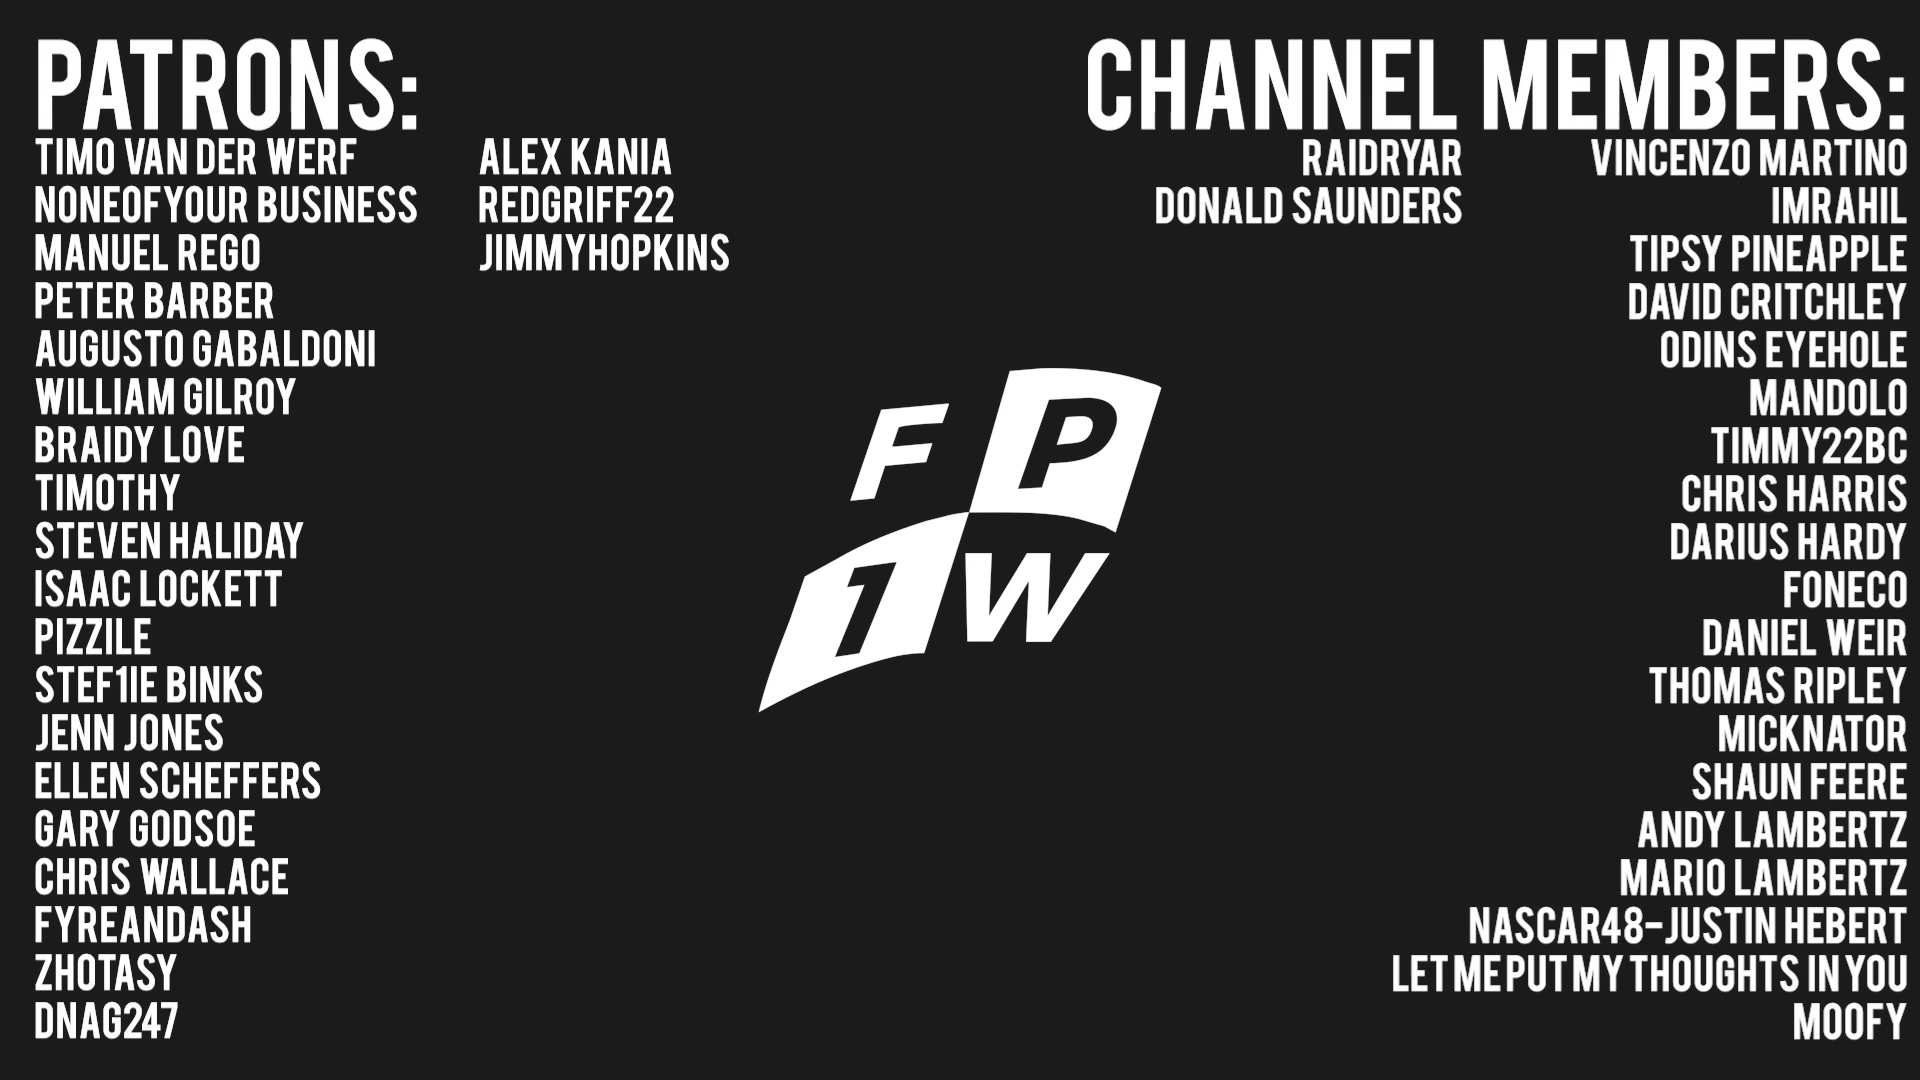 PATRONS:
TIMO VAN DER WERF
NONEOFYOUR BUSINESS
MANUEL REGO
PETER BARBER
AUGUSTO GABALDONI
WILLIAM GILROY
BRAIDY LOVE
TIMOTHY
STEVEN HALIDAY
ISAAC LOCKETT
PIZZILE
STEF1IE BINKS
JENN JONES
ELLEN SCHEFFERS
GARY GODSOE
CHRIS WALLACE
FYREANDASH
ZHOTASY
DNAG247
ALEX KANIA
REDGRIFF22
JIMMYHOPKINS
F P
1 W
CHANNEL MEMBERS:
RAIDRYAR
DONALD SAUNDERS
VINCENZO MARTINO
IMRAHIL
TIPSY PINEAPPLE
DAVID CRITCHLEY
ODINS EYEHOLE
MANDOLO
TIMMY22BC
CHRIS HARRIS
DARIUS HARDY
FONECO
DANIEL WEIR
THOMAS RIPLEY
MICKNATOR
SHAUN FEERE
ANDY LAMBERTZ
MARIO LAMBERTZ
NASCAR48-JUSTIN HEBERT
LET ME PUT MY THOUGHTS IN YOU
MOOFY